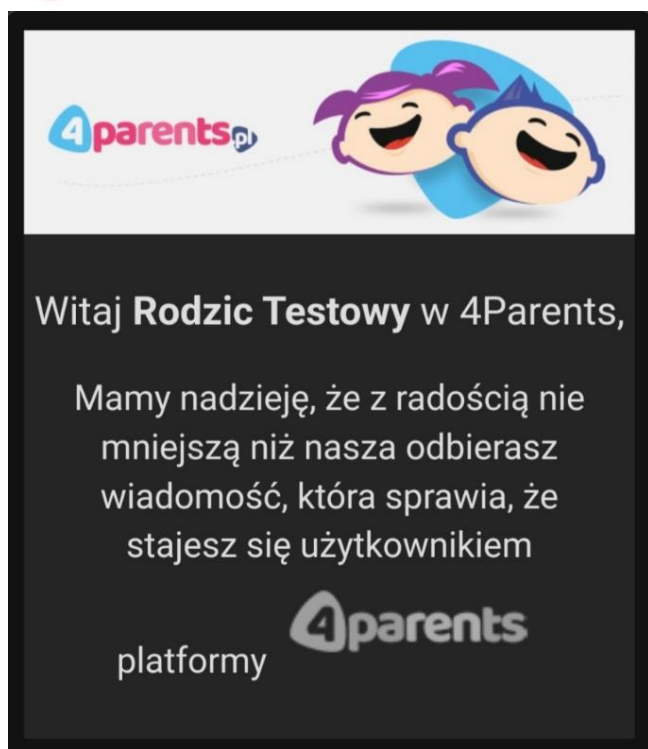 4parents.pl
Witaj Rodzic Testowy w 4Parents,
Mamy nadzieję, że z radością nie
mniejszą niż nasza odbierasz
wiadomość, która sprawia, że
stajesz się użytkownikiem
platformy 4parents